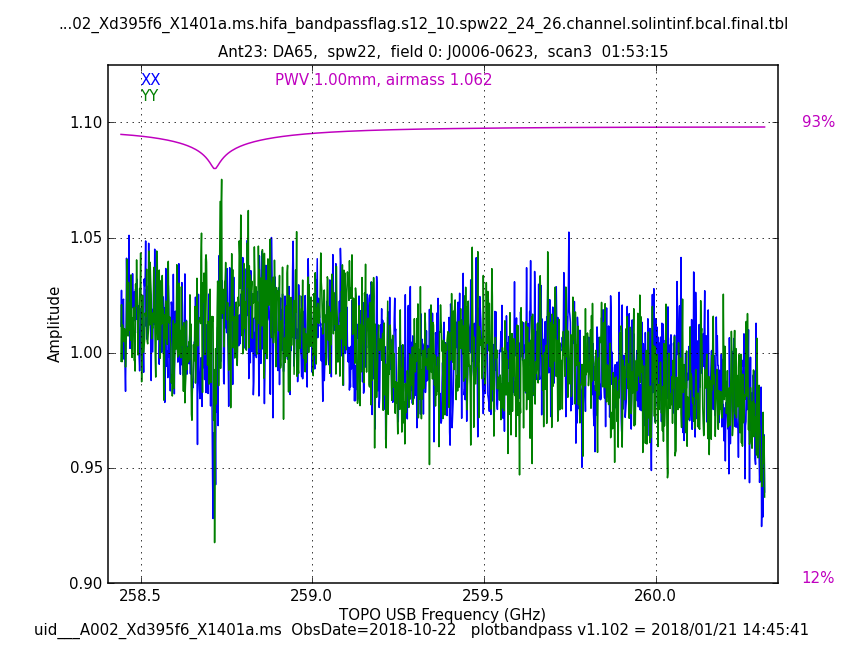 ...02_Xd395f6_X1401a.ms.hifa_bandpassflag.s12_10.spw22_24_26.channel.solintinf.bcal.final.tbl
Ant23: DA65, spw22, field 0: J0006-0623, scan3 01:53:15
XX
PWV 1.00mm, airmass 1.062
YY
93%
1.10
1.05
1.00
0.95
0.90
Amplitude
12%
258.5
259.0
259.5
260.0
TOPO USB Frequency (GHz)
uid___A002_Xd395f6_X1401a.ms ObsDate=2018-10-22 plotbandpass v1.102 = 2018/01/21 14:45:41